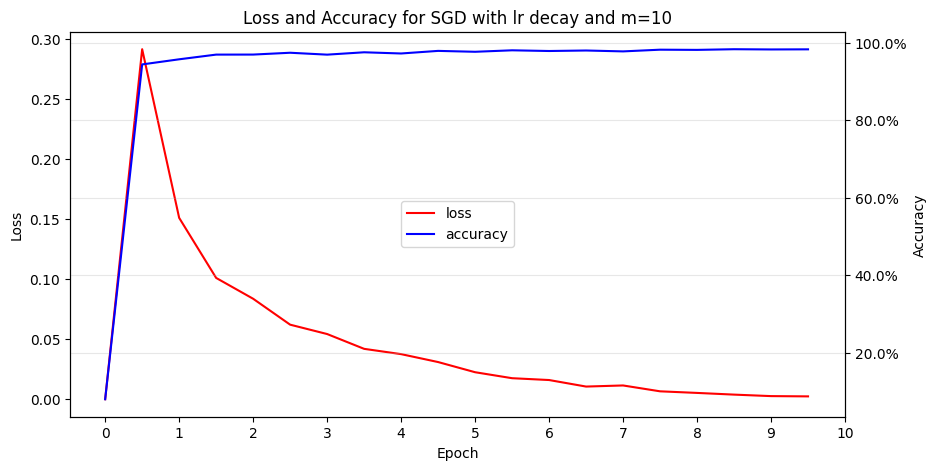 Loss and Accuracy for SGD with lr decay and m=10
0.30
0.25
0.20
0.15
0.10
0.05
0.00
Loss
100.0%
80.0%
60.0%
40.0%
20.0%
Accuracy
loss
accuracy
0 1 2 3 4 5 6 7 8 9 10
Epoch